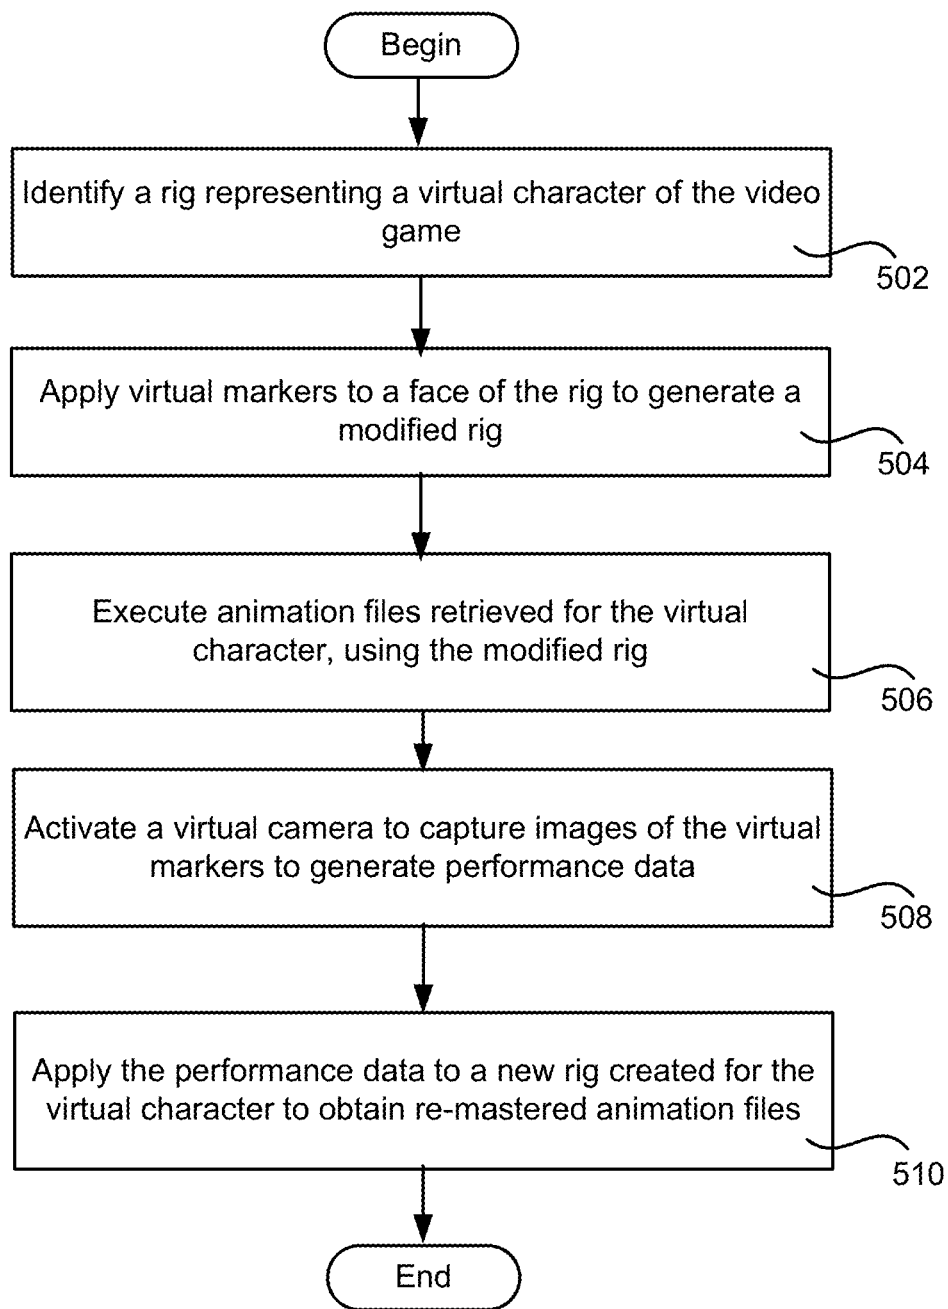 Begin
Identify a rig representing a virtual character of the video
game
502
Apply virtual markers to a face of the rig to generate a
modified rig
504
Execute animation files retrieved for the virtual
character, using the modified rig
506
Activate a virtual camera to capture images of the virtual
markers to generate performance data
508
Apply the performance data to a new rig created for the
virtual character to obtain re-mastered animation files
510
End